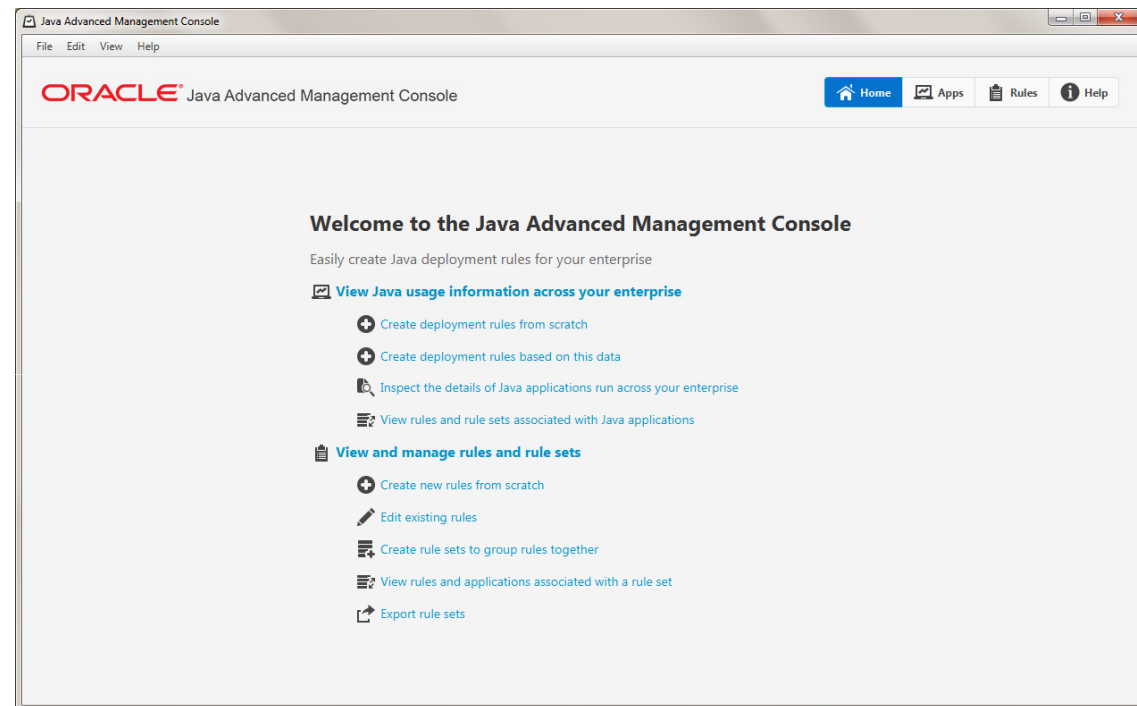 Java Advanced Management Console
File Edit View Help
ORACLE® Java Advanced Management Console
Home Apps Rules Help
Welcome to the Java Advanced Management Console
Easily create Java deployment rules for your enterprise
View Java usage information across your enterprise
Create deployment rules from scratch
Create deployment rules based on this data
Inspect the details of Java applications run across your enterprise
View rules and rule sets associated with Java applications
View and manage rules and rule sets
Create new rules from scratch
Edit existing rules
Create rule sets to group rules together
View rules and applications associated with a rule set
Export rule sets